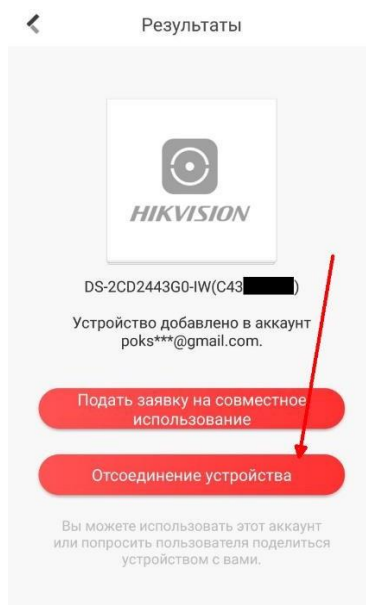 Результаты
HIKVISION
DS-2CD2443G0-IW(C43 )
Устройство добавлено в аккаунт
poks***@gmail.com.
Подать заявку на совместное
использование
Отсоединение устройства
Вы можете использовать этот аккаунт
или попросить пользователя поделиться
устройством с вами.